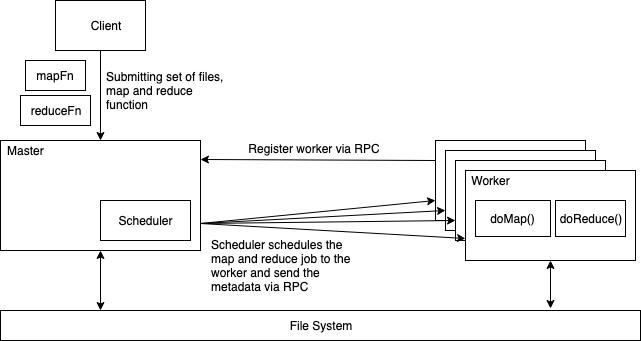 Client
mapFn
reduceFn
Submitting set of files,
map and reduce
function
Master
Register worker via RPC
Worker
Scheduler
doMap()
doReduce()
Scheduler schedules the
map and reduce job to the
worker and send the
metadata via RPC
File System